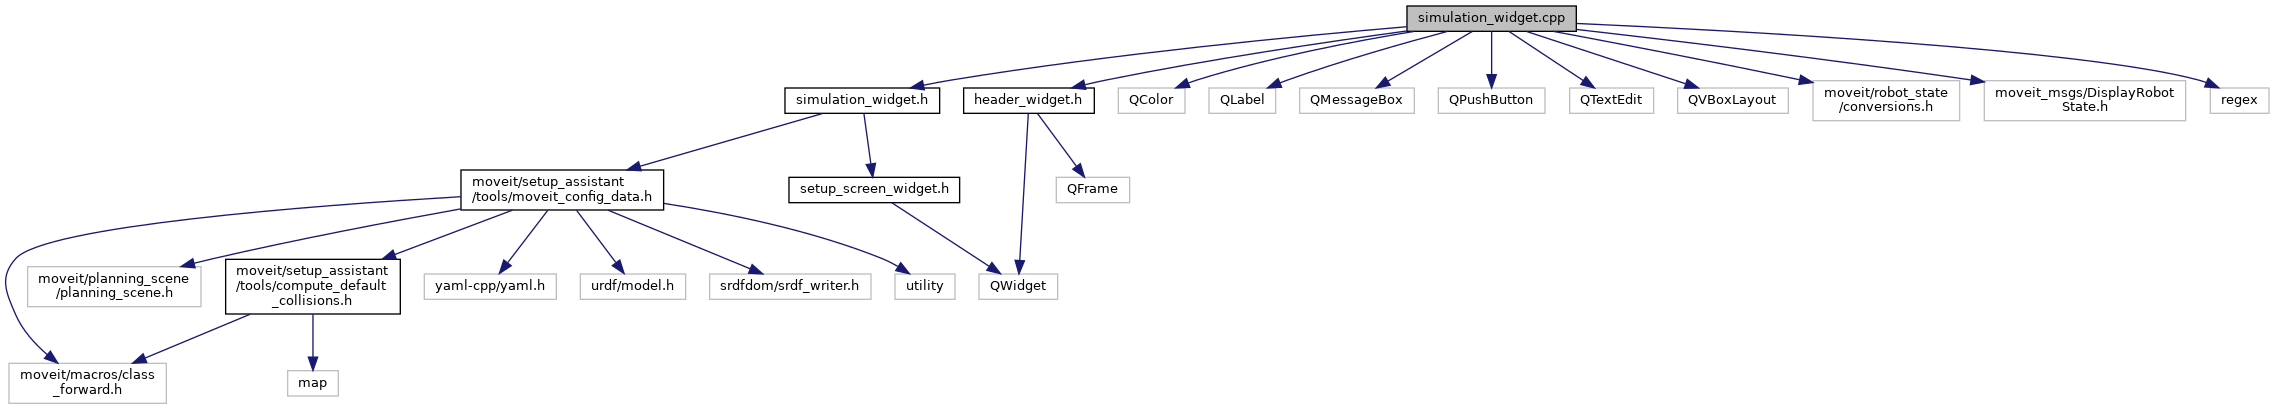 simulation_widget.cpp
simulation_widget.h
header_widget.h
QColor
QLabel
QMessageBox
QPushButton
QTextEdit
QVBoxLayout
moveit/robot_state
/conversions.h
moveit_msgs/DisplayRobot
State.h
regex
moveit/setup_assistant
/tools/moveit_config_data.h
setup_screen_widget.h
QFrame
moveit/planning_scene
/planning_scene.h
moveit/setup_assistant
/tools/compute_default
_collisions.h
yaml-cpp/yaml.h
urdf/model.h
srdfdom/srdf_writer.h
utility
QWidget
moveit/macros/class
_forward.h
map